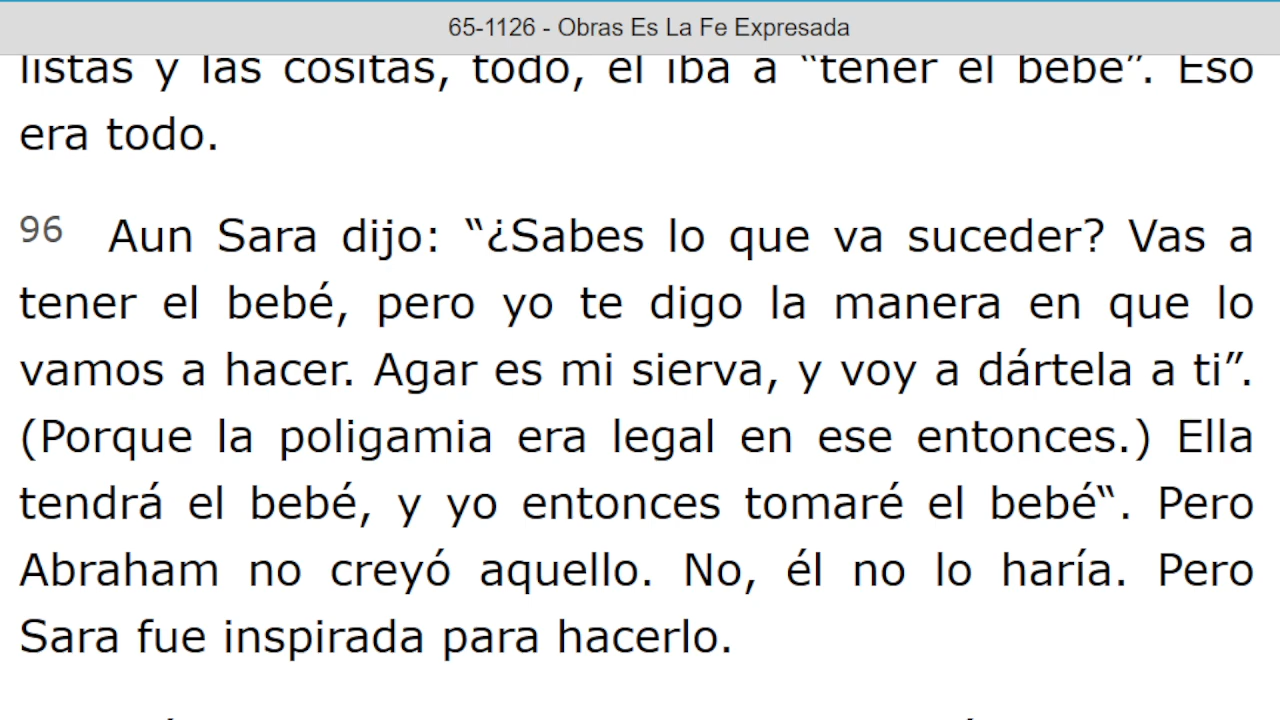 65-1126 - Obras Es La Fe Expresada
listas y las cositas, todo, él iba a “tener el bebé”. Eso
era todo.
96 Aun Sara dijo: “¿Sabes lo que va suceder? Vas a
tener el bebé, pero yo te digo la manera en que lo
vamos a hacer. Agar es mi sierva, y voy a dártela a ti”.
(Porque la poligamia era legal en ese entonces.) Ella
tendrá el bebé, y yo entonces tomaré el bebé“. Pero
Abraham no creyó aquello. No, él no lo haría. Pero
Sara fue inspirada para hacerlo.